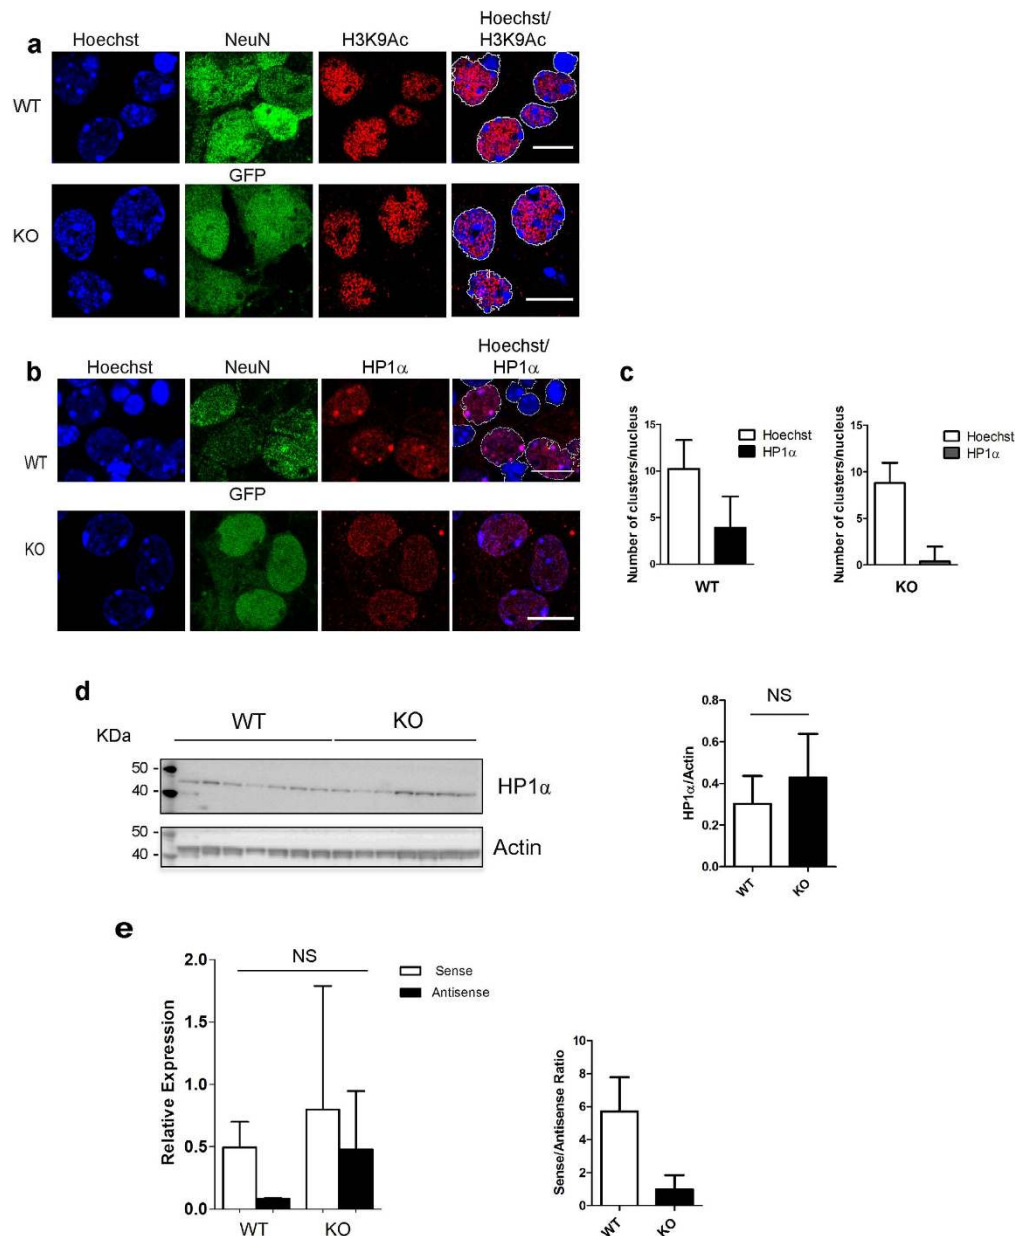 a
Hoechst
NeuN
H3K9Ac
Hoechst/
H3K9Ac
WT
GFP
KO
b
Hoechst
NeuN
HP1α
Hoechst/
HP1α
WT
GFP
KO
c
Number of clusters/nucleus
15
10
5
0
Hoechst
HP1α
WT
Number of clusters/nucleus
15
10
5
0
Hoechst
HP1α
KO
d
KDa
WT
KO
50
40
HP1α
50
40
Actin
HP1α/Actin
0.8
0.6
0.4
0.2
0.0
NS
WT
KO
e
Relative Expression
2.0
1.5
1.0
0.5
0.0
NS
Sense
Antisense
WT
KO
Sense/Antisense Ratio
10
8
6
4
2
0
WT
KO